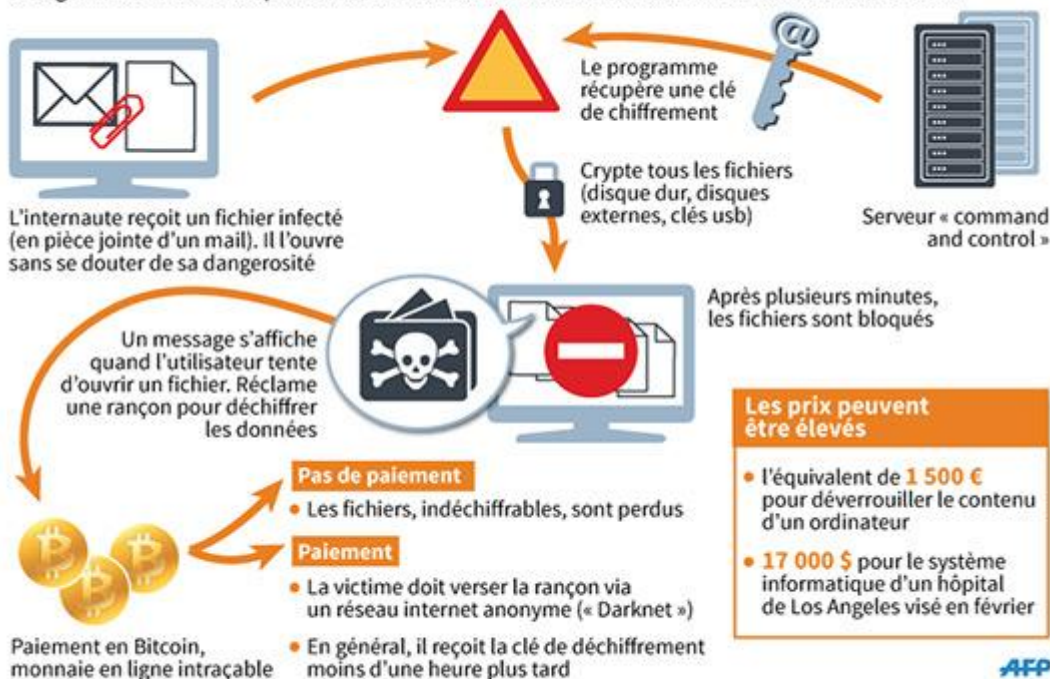 Le programme
récupère une clé
de chiffrement
Crypte tous les fichiers
(disque dur, disques
externes, clés usb)
L'internaute reçoit un fichier infecté
(en pièce jointe d'un mail). Il l'ouvre
sans se douter de sa dangerosité
Serveur « command
and control »
Après plusieurs minutes,
les fichiers sont bloqués
Un message s'affiche
quand l'utilisateur tente
d'ouvrir un fichier. Réclame
une rançon pour déchiffrer
les données
Les prix peuvent
être élevés
• l'équivalent de 1 500 €
pour déverrouiller le contenu
d'un ordinateur
• 17 000 $ pour le système
informatique d'un hôpital
de Los Angeles visé en février
Pas de paiement
• Les fichiers, indéchiffrables, sont perdus
Paiement
• La victime doit verser la rançon via
un réseau internet anonyme (« Darknet »)
• En général, il reçoit la clé de déchiffrement
moins d'une heure plus tard
Paiement en Bitcoin,
monnaie en ligne intraçable
AFP